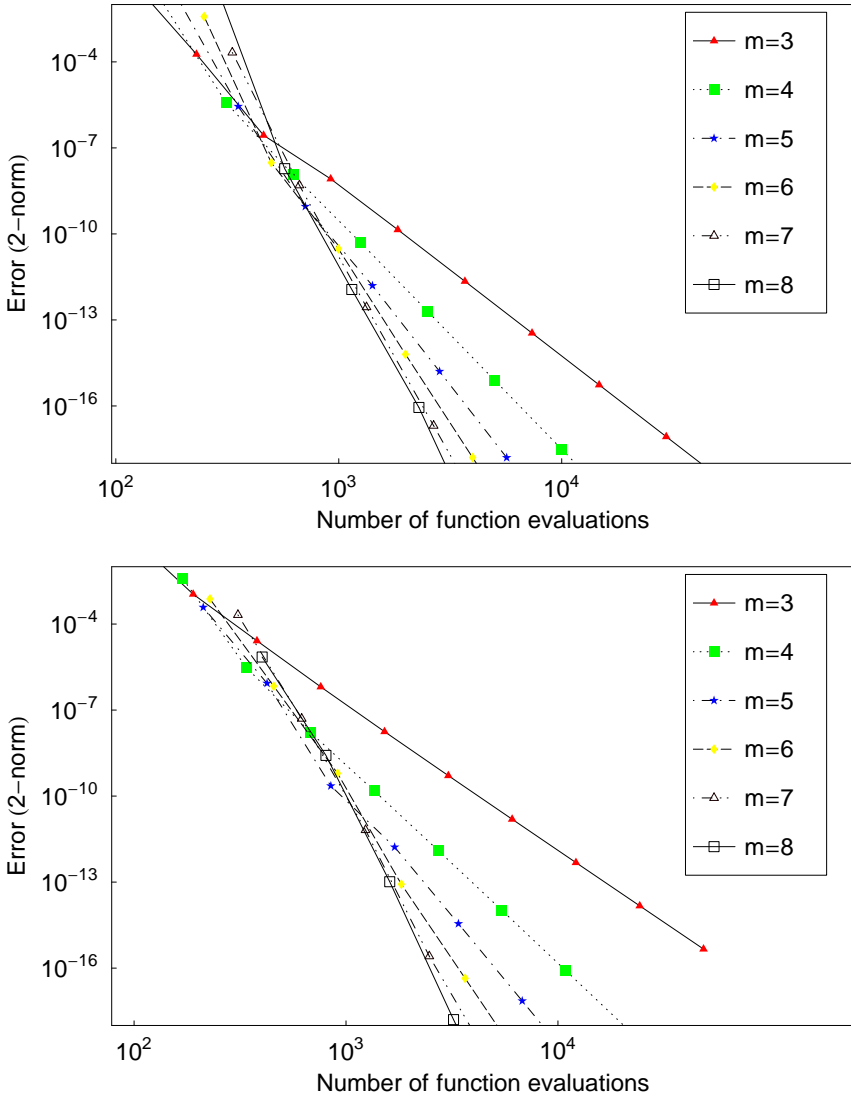 10^−4
10^−7
10^−10
10^−13
10^−16
Error (2−norm)
10^2
10^3
10^4
Number of function evaluations
m=3
m=4
m=5
m=6
m=7
m=8
10^−4
10^−7
10^−10
10^−13
10^−16
Error (2−norm)
10^2
10^3
10^4
Number of function evaluations
m=3
m=4
m=5
m=6
m=7
m=8